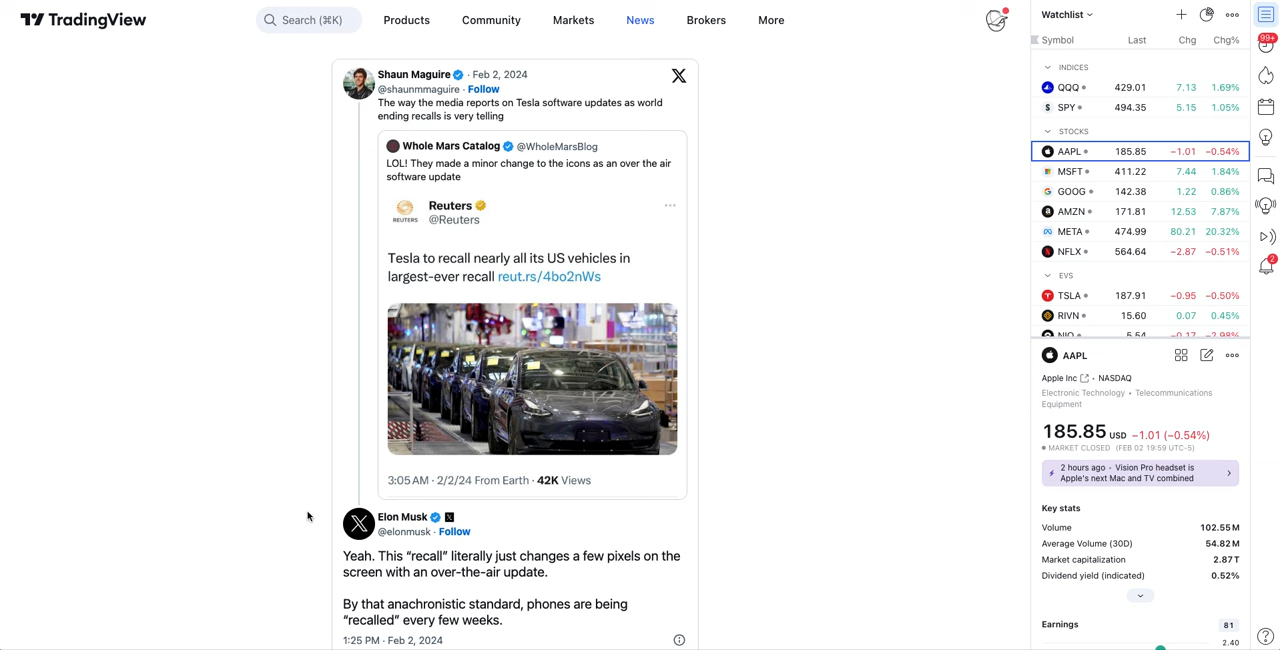 TradingView
Search (⌘K)
Products
Community
Markets
News
Brokers
More
Shaun Maguire · Feb 2, 2024
@shaunmmaguire · Follow
The way the media reports on Tesla software updates as world
ending recalls is very telling
Whole Mars Catalog @WholeMarsBlog
LOL! They made a minor change to the icons as an over the air
software update
REUTERS
Reuters
@Reuters
Tesla to recall nearly all its US vehicles in
largest-ever recall reut.rs/4bo2nWs
3:05 AM · 2/2/24 From Earth · 42K Views
Elon Musk
@elonmusk · Follow
Yeah. This “recall” literally just changes a few pixels on the
screen with an over-the-air update.
By that anachronistic standard, phones are being
“recalled” every few weeks.
1:25 PM · Feb 2, 2024
Watchlist
Symbol Last Chg Chg%
INDICES
QQQ 429.01 7.13 1.69%
SPY 494.35 5.15 1.05%
STOCKS
AAPL 185.85 −1.01 −0.54%
MSFT 411.22 7.44 1.84%
GOOG 142.38 1.22 0.86%
AMZN 171.81 12.53 7.87%
META 474.99 80.21 20.32%
NFLX 564.64 −2.87 −0.51%
EVS
TSLA 187.91 −0.95 −0.50%
RIVN 15.60 0.07 0.45%
NIO 5.54 −0.17 −2.98%
AAPL
Apple Inc · NASDAQ
Electronic Technology • Telecommunications
Equipment
185.85 USD −1.01 (−0.54%)
MARKET CLOSED (FEB 02 19:59 UTC-5)
2 hours ago · Vision Pro headset is
Apple's next Mac and TV combined
Key stats
Volume 102.55M
Average Volume (30D) 54.82M
Market capitalization 2.87T
Dividend yield (indicated) 0.52%
Earnings 81
2.40
99+
2